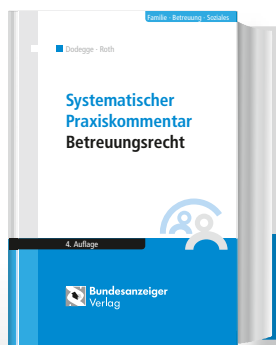 Familie · Betreuung · Soziales
Dodegge · Roth
Systematischer
Praxiskommentar
Betreuungsrecht
4. Auflage
Bundesanzeiger
Verlag